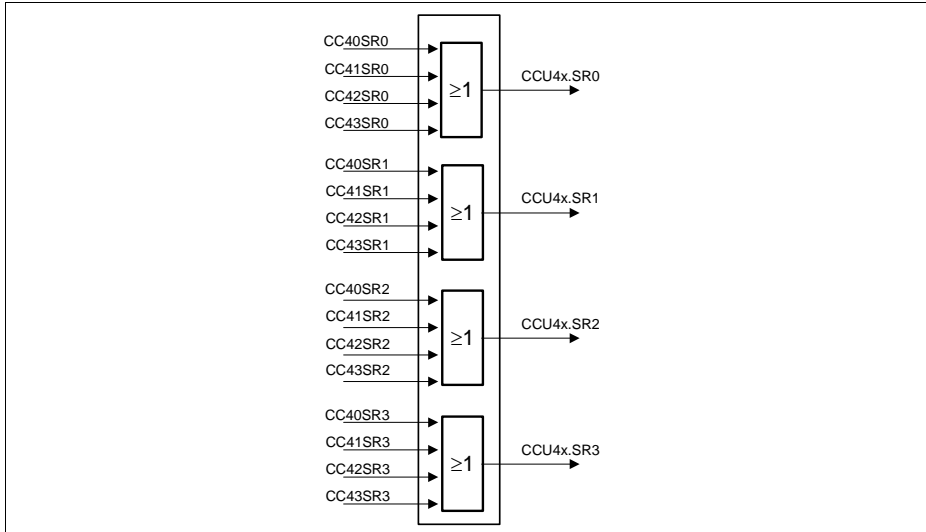 CC40SR0
CC41SR0
CC42SR0
CC43SR0
≥1
CCU4x.SR0
CC40SR1
CC41SR1
CC42SR1
CC43SR1
≥1
CCU4x.SR1
CC40SR2
CC41SR2
CC42SR2
CC43SR2
≥1
CCU4x.SR2
CC40SR3
CC41SR3
CC42SR3
CC43SR3
≥1
CCU4x.SR3